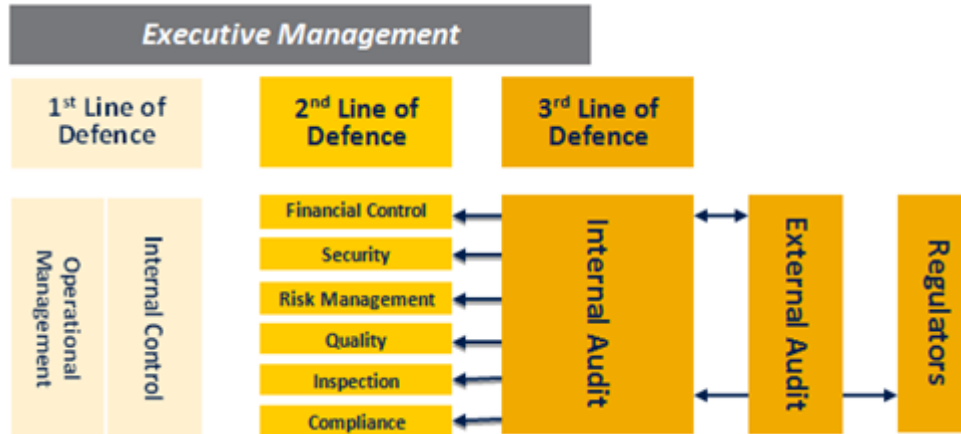 Executive Management
1st Line of
Defence
2nd Line of
Defence
3rd Line of
Defence
Operational
Management
Internal Control
Financial Control
Security
Risk Management
Quality
Inspection
Compliance
Internal Audit
External Audit
Regulators